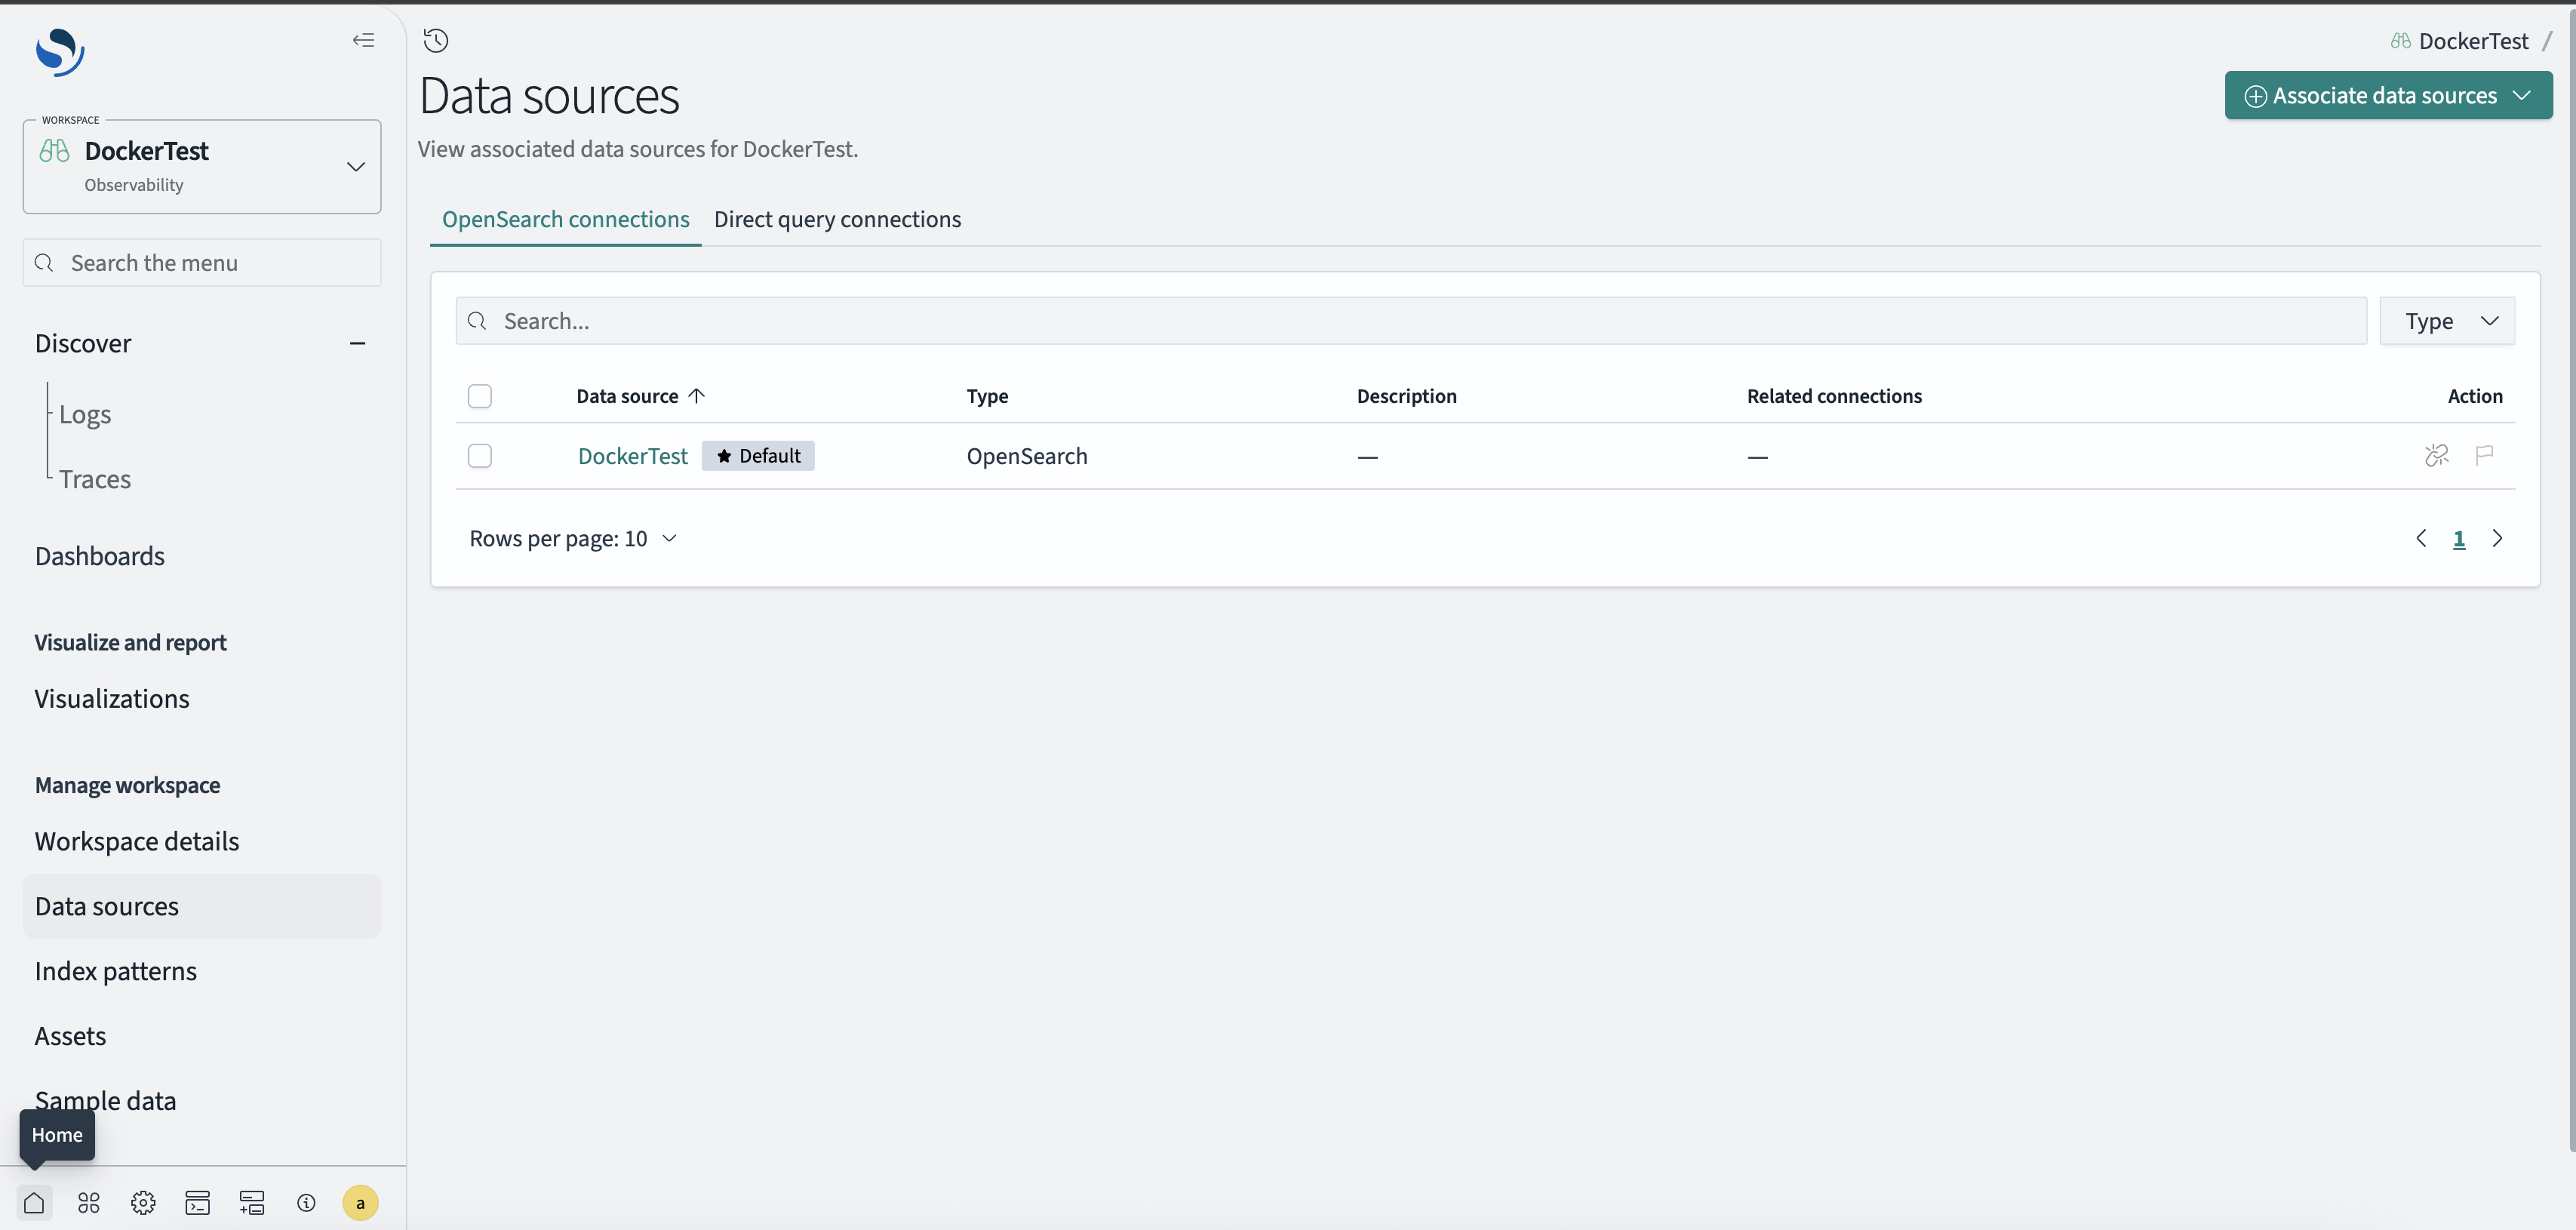 WORKSPACE
DockerTest
Observability
Search the menu
Discover
Logs
Traces
Dashboards
Visualize and report
Visualizations
Manage workspace
Workspace details
Data sources
Index patterns
Assets
Sample data
Home
a
DockerTest /
Data sources
Associate data sources
View associated data sources for DockerTest.
OpenSearch connections Direct query connections
Search...
Type
Data source Type Description Related connections Action
DockerTest Default OpenSearch — —
Rows per page: 10
1